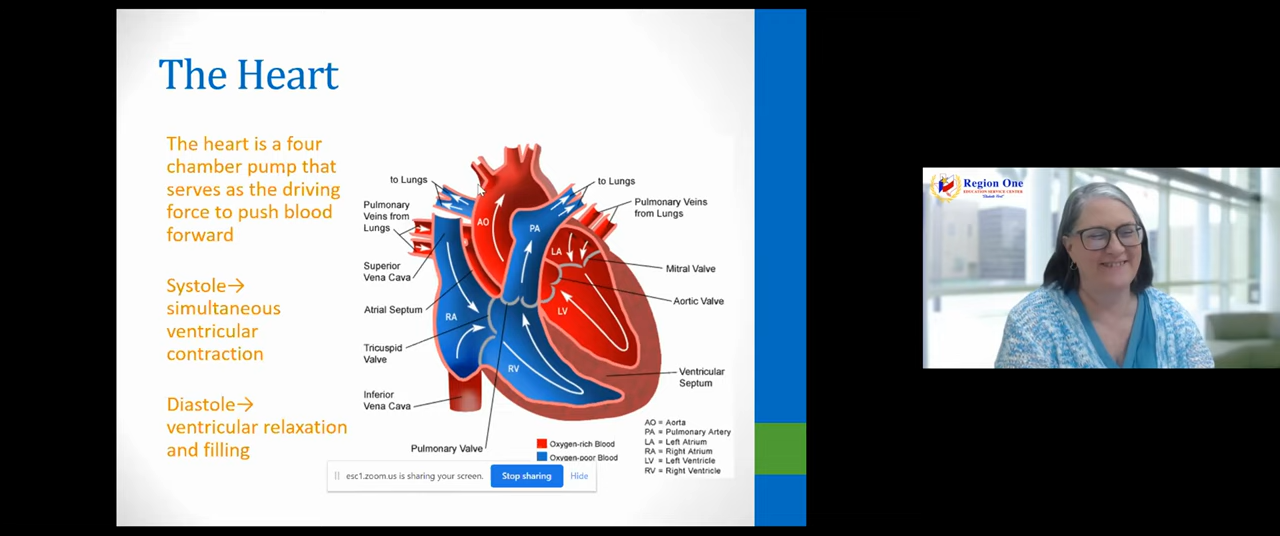 The Heart
The heart is a four
chamber pump that
serves as the driving
force to push blood
forward
Systole→
simultaneous
ventricular
contraction
Diastole→
ventricular relaxation
and filling
to Lungs
to Lungs
Pulmonary
Veins from
Lungs
Pulmonary Veins
from Lungs
Superior
Vena Cava
Mitral Valve
Aortic Valve
Atrial Septum
Tricuspid
Valve
Ventricular
Septum
Inferior
Vena Cava
Pulmonary Valve
AO
PA
LA
RA
LV
RV
Oxygen-rich Blood
Oxygen-poor Blood
AO = Aorta
PA = Pulmonary Artery
LA = Left Atrium
RA = Right Atrium
LV = Left Ventricle
RV = Right Ventricle
esc1.zoom.us is sharing your screen.
Stop sharing
Hide
Region One
EDUCATION SERVICE CENTER